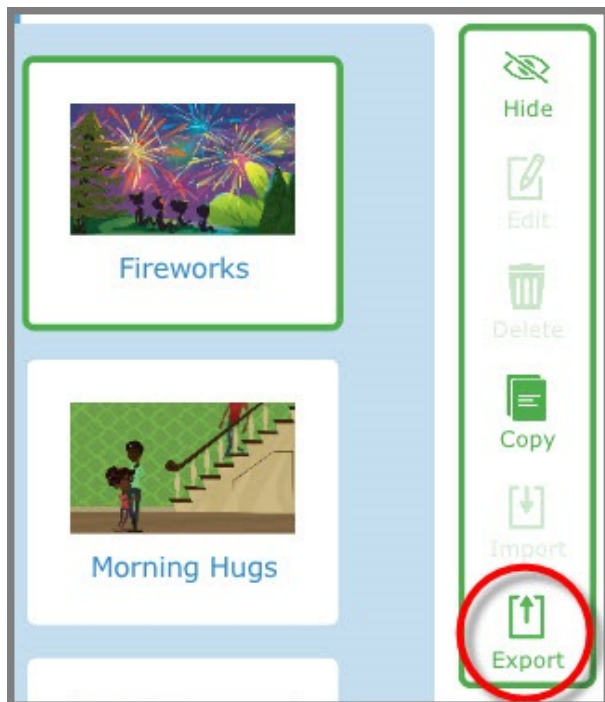 Fireworks
Morning Hugs
Hide
Edit
Delete
Copy
Import
Export